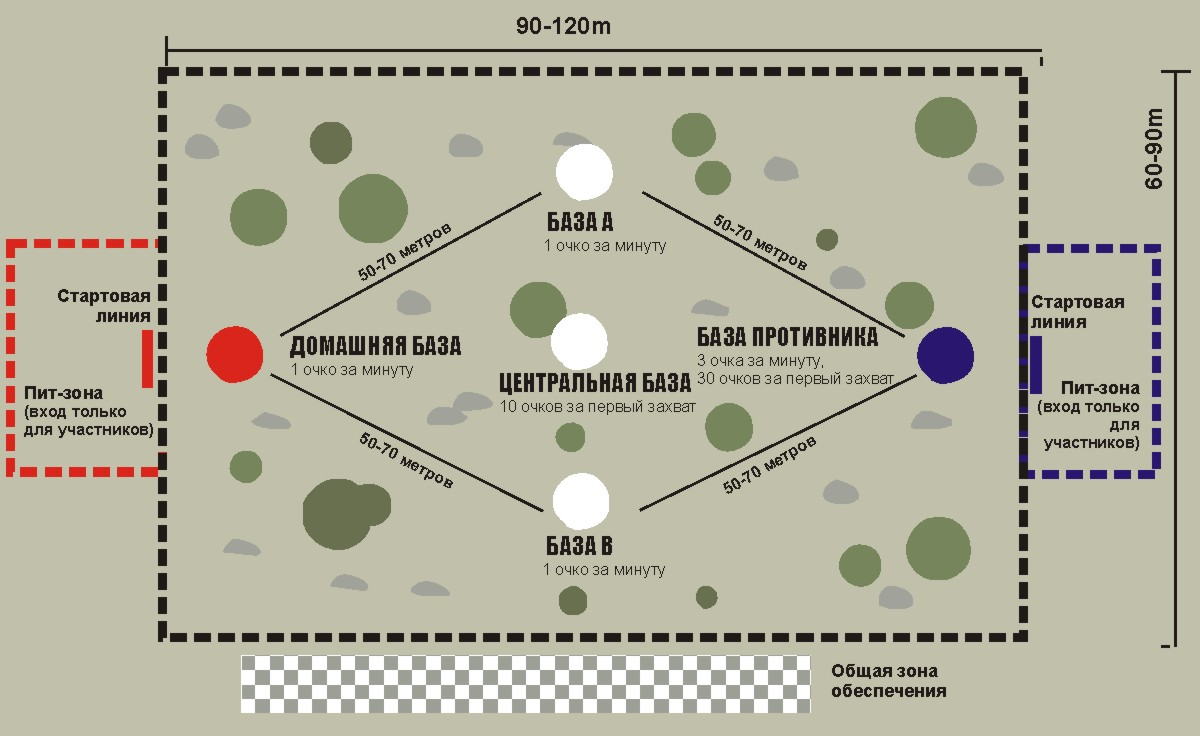 90-120m
60-90m
БАЗА А
1 очко за минуту
50-70 метров
50-70 метров
Стартовая
линия
Пит-зона
(вход только
для участников)
ДОМАШНЯЯ БАЗА
1 очко за минуту
ЦЕНТРАЛЬНАЯ БАЗА
10 очков за первый захват
БАЗА ПРОТИВНИКА
3 очка за минуту,
30 очков за первый захват
Стартовая
линия
Пит-зона
(вход только
для
участников)
50-70 метров
50-70 метров
БАЗА В
1 очко за минуту
Общая зона
обеспечения